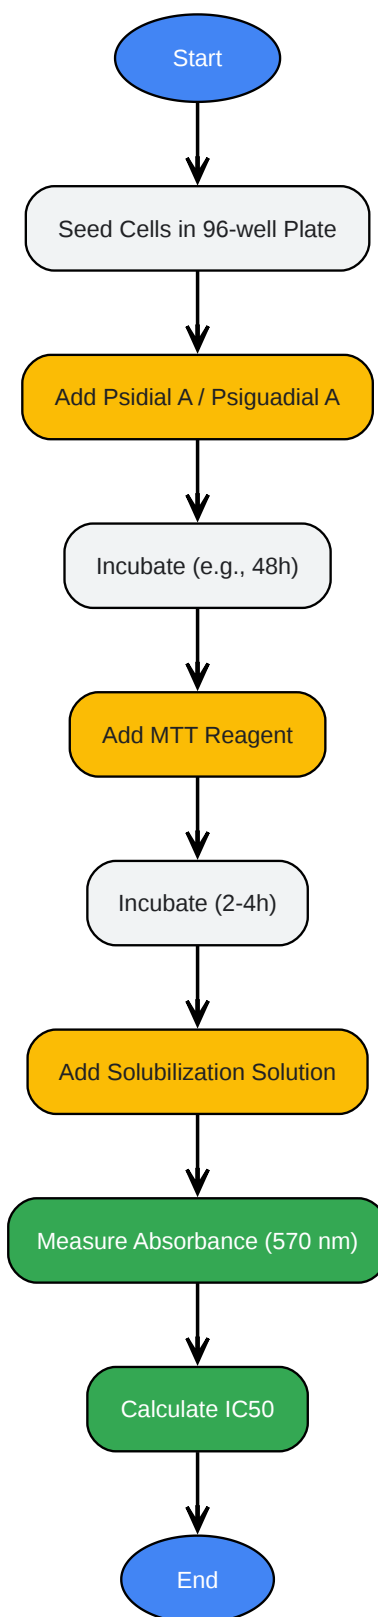 Start
Seed Cells in 96-well Plate
Add Psidial A / Psiguadial A
Incubate (e.g., 48h)
Add MTT Reagent
Incubate (2-4h)
Add Solubilization Solution
Measure Absorbance (570 nm)
Calculate IC50
End